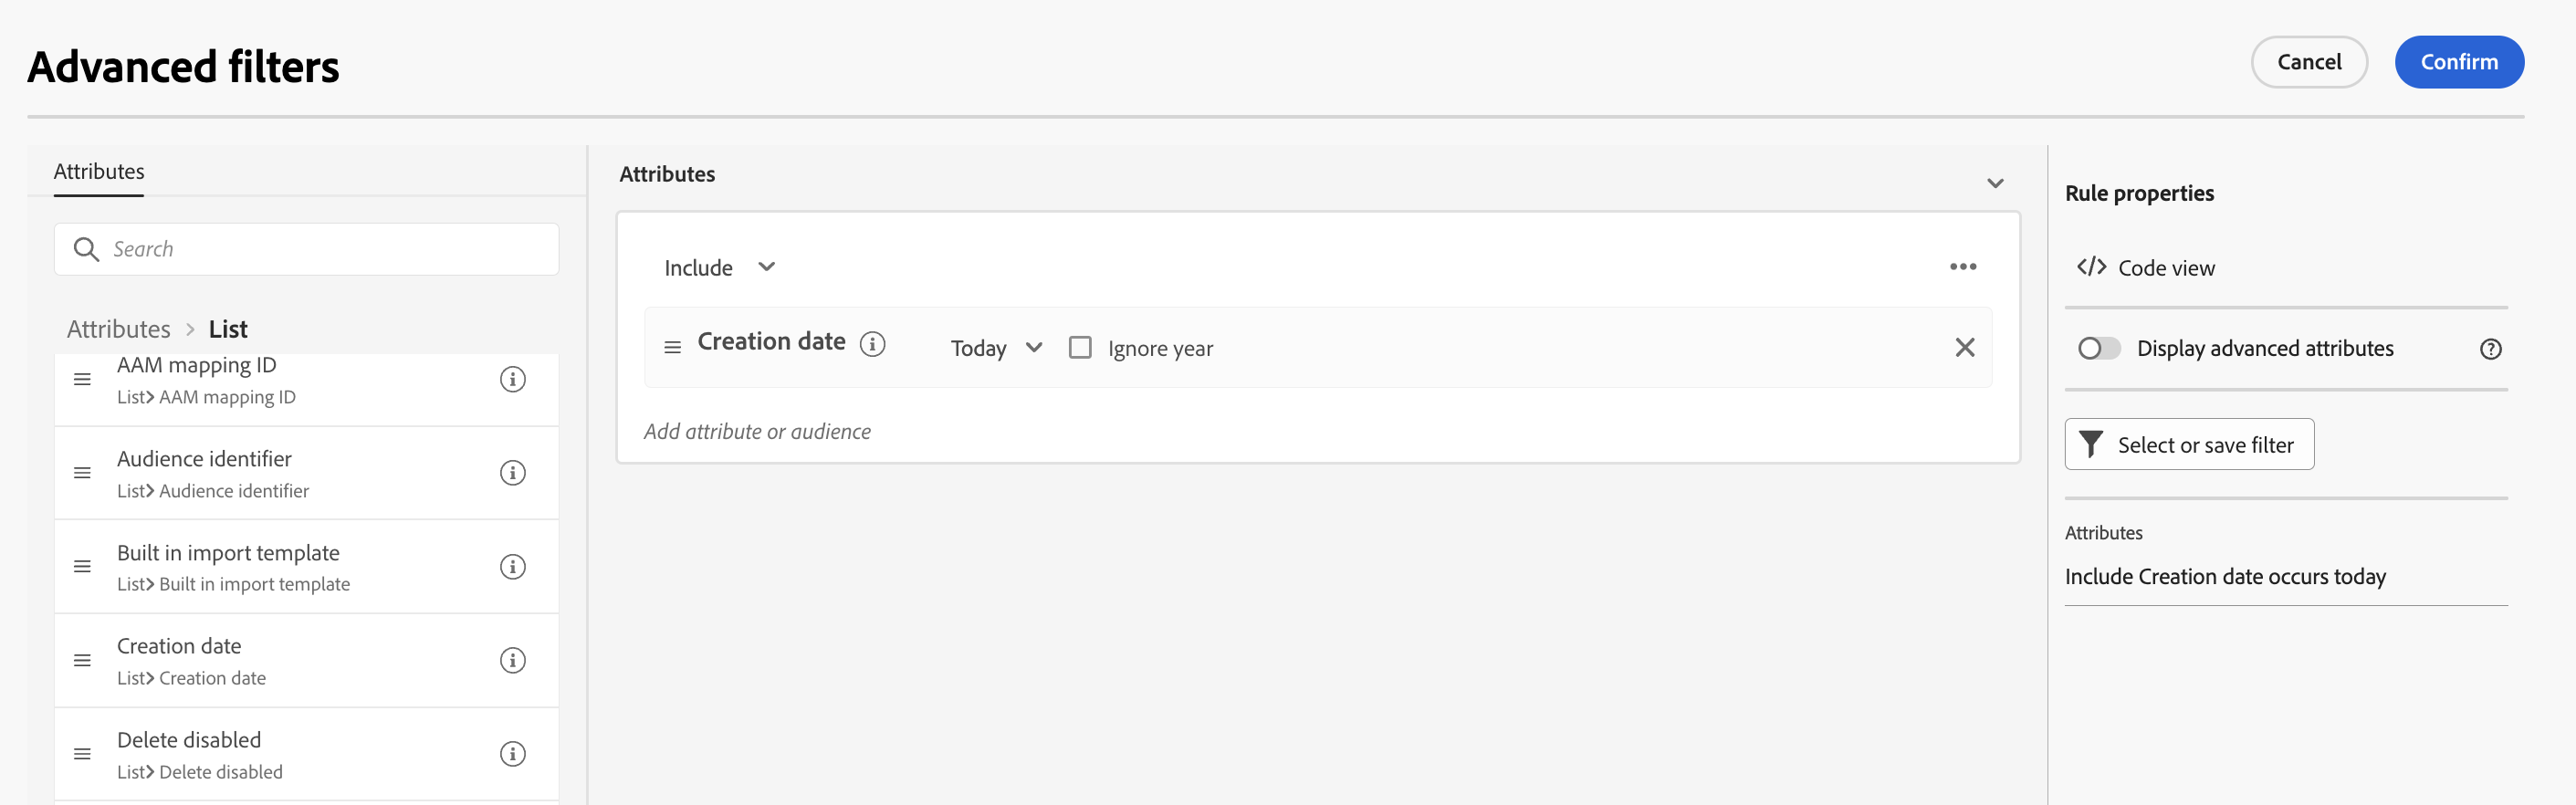 Advanced filters
Cancel
Confirm
Attributes
Search
Attributes > List
AAM mapping ID
List> AAM mapping ID
Audience identifier
List> Audience identifier
Built in import template
List> Built in import template
Creation date
List> Creation date
Delete disabled
List> Delete disabled
Attributes
Include
Creation date
Today
Ignore year
Add attribute or audience
Rule properties
</> Code view
Display advanced attributes
Select or save filter
Attributes
Include Creation date occurs today